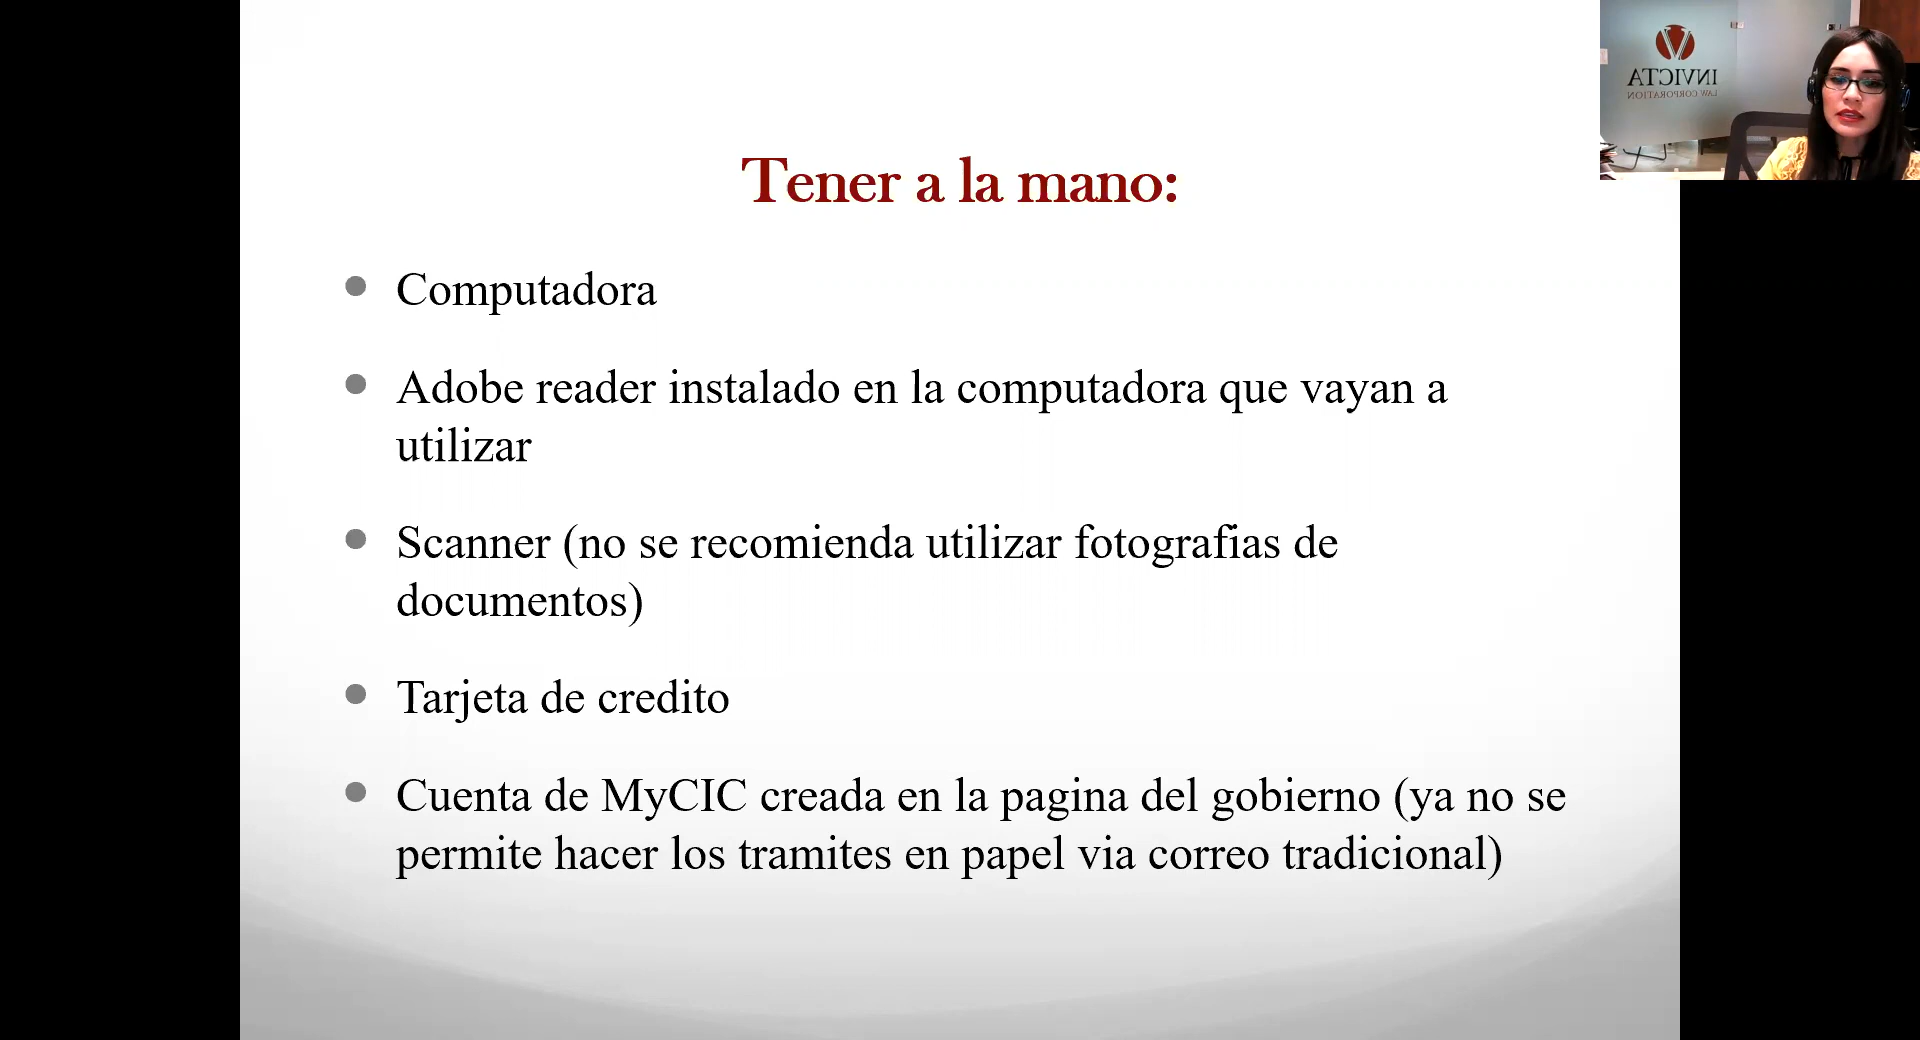 Tener a la mano:
Computadora
Adobe reader instalado en la computadora que vayan a
utilizar
Scanner (no se recomienda utilizar fotografias de
documentos)
Tarjeta de credito
Cuenta de MyCIC creada en la pagina del gobierno (ya no se
permite hacer los tramites en papel via correo tradicional)
INVICTA
LAW CORPORATION